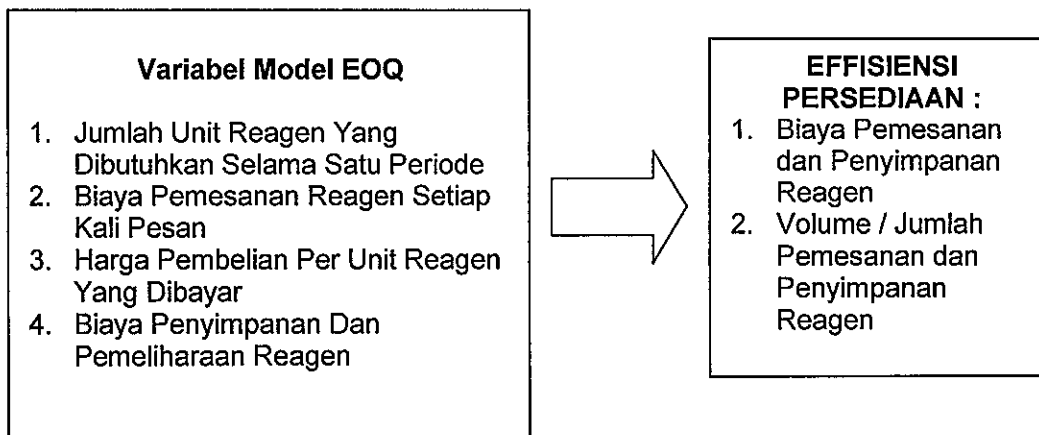 Variabel Model EOQ
1. Jumlah Unit Reagen Yang
Dibutuhkan Selama Satu Periode
2. Biaya Pemesanan Reagen Setiap
Kali Pesan
3. Harga Pembelian Per Unit Reagen
Yang Dibayar
4. Biaya Penyimpanan Dan
Pemeliharaan Reagen
EFFISIENSI
PERSEDIAAN :
1. Biaya Pemesanan
dan Penyimpanan
Reagen
2. Volume / Jumlah
Pemesanan dan
Penyimpanan
Reagen